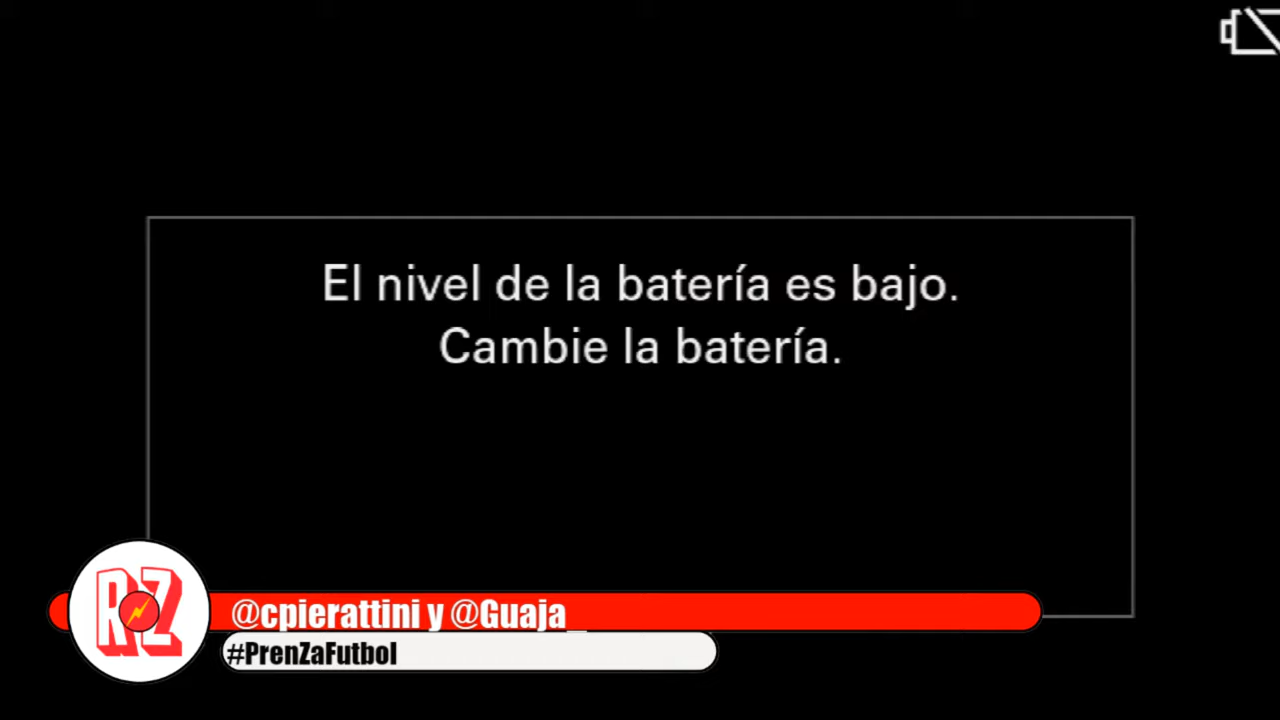 El nivel de la batería es bajo.
Cambie la batería.
RZ
@cpierattini y @Guaja_
#PrenZaFutbol